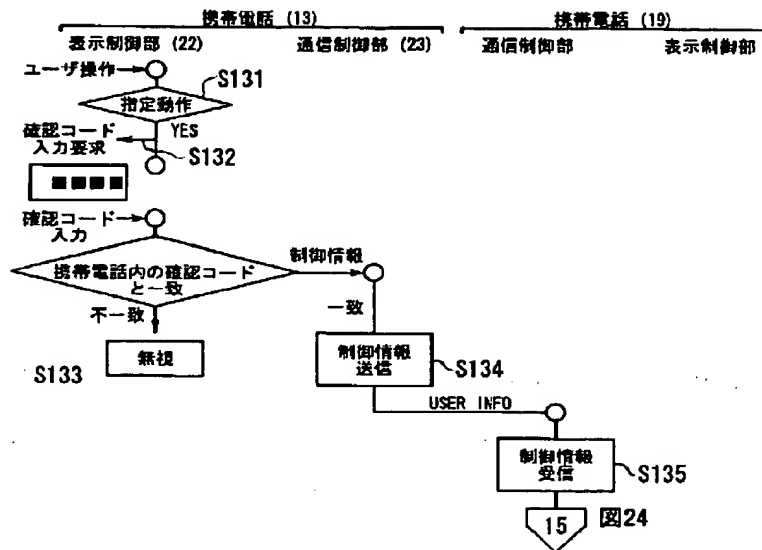 携帯電話 (13)
携帯電話 (19)
表示制御部 (22)
通信制御部 (23)
通信制御部
表示制御部
ユーザ操作
S131
指定動作
確認コード
入力要求
YES
S132
確認コード
入力
携帯電話内の確認コード
と一致
制御情報
不一致
一致
無視
S133
制御情報
送信
S134
USER INFO
制御情報
受信
S135
15
図24